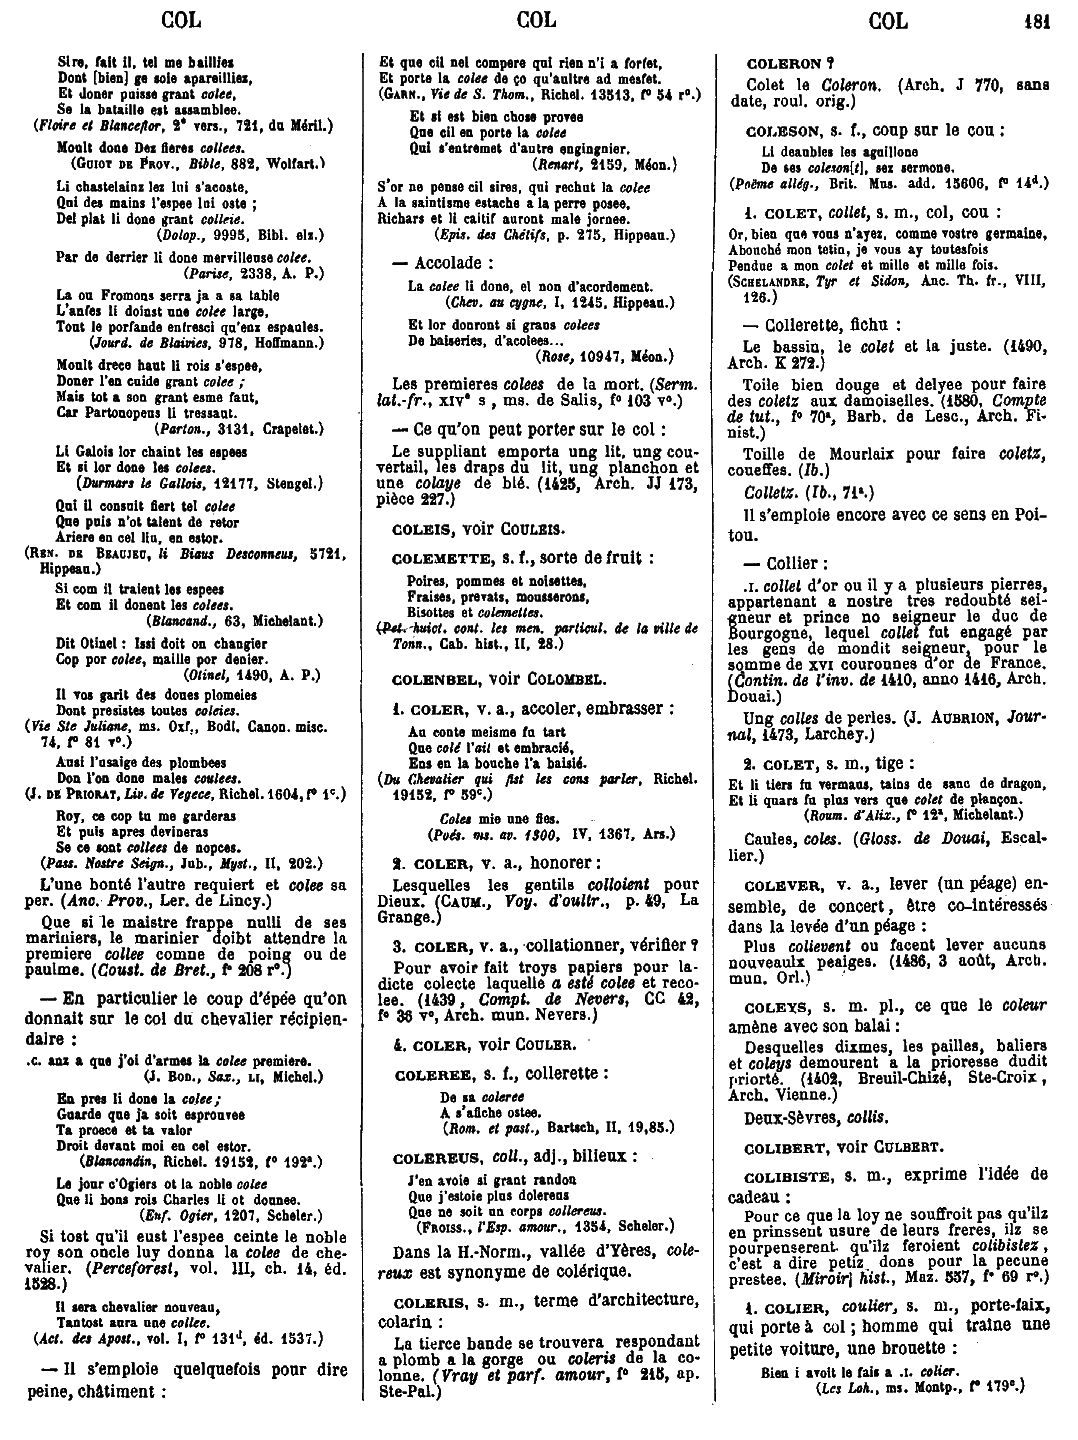 COL
COL
COL
181
Sire, fait il, tel me baillies
Dont [bien] ge soie apareilliez,
Et doner puisse grant colee,
Se la bataille est assamblee.
(Floire et Blanceflor, 2e vers., 721, du Méril.)
Moult done Dex fieres collees.
(GUIOT DE PROV., Bible, 882, Wolfart.)
Li chastelainz lez lui s'acoste,
Qui des mains l'espee lui oste ;
Del plat li done grant colleie.
(Dolop., 9995, Bibl. elz.)
Par de derrier li done merveilleuse colee.
(Parise, 2338, A. P.)
La ou Fromons serra ja a sa table
L'anfes li doinst une colee large,
Tout le porfande entresci qu'enz espaules.
(Jourd. de Blaivies, 978, Hoffmann.)
Moult drece haut li rois s'espee,
Doner l'en cuide grant colee ;
Mais tot a son grant esme faut,
Car Partonopeus li tressaut.
(Parton., 3131, Crapelet.)
Li Galois lor chaint les espees
Et si lor done les colees.
(Durmars le Gallois, 12177, Stengel.)
Qui il consuit fiert tel colee
Que puis n'ot talent de retor
Ariere en cel liu, en estor.
(REN. DE BEAUJEU, li Biaus Desconneus, 5721,
Hippeau.)
Si com il traient les espees
Et com il donent les colees.
(Blancand., 63, Michelant.)
Dit Otinel : Issi doit on changier
Cop por colee, maille por denier.
(Otinel, 1490, A. P.)
Il vos garit des doues plomeies
Dont presistes toutes coleies.
(Vie Ste Juliane, ms. Oxf., Bodl. Canon. misc.
74, f° 81 v°.)
Ausi l'usaige des plombees
Don l'on done males coulees.
(J. DE PRIORAT, Liv. de Vegece, Richel. 1604, f° 1c.)
Roy, ce cop tu me garderas
Et puis apres devineras
Se ce sont collees de nopces.
(Pass. Nostre Seign., Jub., Myst., II, 202.)
L'une bonté l'autre requiert et colee sa
per. (Anc. Prov., Ler. de Lincy.)
Que si le maistre frappe nulli de ses
mariniers, le marinier doibt attendre la
premiere collee comne de poing ou de
paulme. (Coust. de Bret., f° 208 r°.)
— En particulier le coup d'épée qu'on
donnait sur le col du chevalier récipien-
daire :
.C. anz a que j'oi d'armes la colee premiere.
(J. BOD., Sax., LI, Michel.)
En pres li done la colee ;
Guarde que ja soit esprouvee
Ta proece et ta valor
Droit devant moi en cel estor.
(Blancandin, Richel. 19152, f° 192a.)
Le jour c'Ogiers ot la noble colee
Que li bons rois Charles li ot donnee.
(Enf. Ogier, 1207, Scheler.)
Si tost qu'il eust l'espee ceinte le noble
roy son oncle luy donna la colee de che-
valier. (Perceforest, vol. III, ch. 14, éd.
1528.)
Il sera chevalier nouveau,
Tantost aura une collee.
(Act. des Apost., vol. I, f° 131d, éd. 1537.)
— Il s'emploie quelquefois pour dire
peine, châtiment :
Et que cil nel compere qui rien n'i a forfet,
Et porte la colee de ço qu'aultre ad mesfet.
(GARN., Vie de S. Thom., Richel. 13513, f° 54 r°.)
Et si est bien chose provee
Que cil en porte la colee
Qui s'entremet d'autre engingnier.
(Renart, 2159, Méon.)
S'or ne pense cil sires, qui rechut la colee
A la saintisme estache a la perre posee,
Richars et li caitif auront male jornee.
(Epis. des Chétifs, p. 275, Hippeau.)
— Accolade :
La colee li done, el non d'acordement.
(Chev. au cygne, I, 1245, Hippeau.)
Et lor donront si grans colees
De baiseries, d'acolees...
(Rose, 10947, Méon.)
Les premieres colees de la mort. (Serm.
lat.-fr., XIVe s , ms. de Salis, f° 103 v°.)
— Ce qu'on peut porter sur le col :
Le suppliant emporta ung lit, ung cou-
vertail, les draps du lit, ung planchon et
une colaye de blé. (1425, Arch. JJ 173,
pièce 227.)
COLEIS, voir COULEIS.
COLEMETTE, s. f., sorte de fruit :
Poires, pommes et noisettes,
Fraises, prevats, mousserons,
Bisottes et colemettes.
(Pet. huict. cont. les men. particul. de la ville de
Tonn., Cab. hist., II, 28.)
COLENBEL, voir COLOMBEL.
1. COLER, v. a., accoler, embrasser :
Au conte meisme fu tart
Que colé l'ait et embracié,
Ens en la bouche l'a baisié.
(Du Chevalier qui fist les cons parler, Richel.
19152, f° 59c.)
Coles mie une fies.
(Poés. ms. av. 1300, IV, 1367, Ars.)
2. COLER, v. a., honorer :
Lesquelles les gentils colloient pour
Dieux. (CAUM., Voy. d'oultr., p. 49, La
Grange.)
3. COLER, v. a., collationner, vérifier ?
Pour avoir fait troys papiers pour la-
dicte colecte laquelle a esté colee et reco-
lee. (1439, Compt. de Nevers, CC 42,
f° 36 v°, Arch. mun. Nevers.)
4. COLER, voir COULER.
COLEREE, s. f., collerette :
De sa coleree
A s'afiche ostee.
(Rom. et past., Bartsch, II, 19,85.)
COLEREUS, coll., adj., bilieux :
J'en avoie si grant randon
Que j'estoie plus dolereus
Que ne soit un corps collereus.
(FROISS., l'Esp. amour., 1354, Scheler.)
Dans la H.-Norm., vallée d'Yères, cole-
reux est synonyme de colérique.
COLERIS, s. m., terme d'architecture,
colarin :
La tierce bande se trouvera respondant
a plomb a la gorge ou coleris de la co-
lonne. (Vray et parf. amour, f° 215, ap.
Ste-Pal.)
COLERON ?
Colet le Coleron. (Arch. J 770, sans
date, roul. orig.)
COLESON, s. f., coup sur le cou :
Li deaubles les aguillone
De ses coleson[t], sez sermone.
(Poëme allég., Brit. Mus. add. 15606, f° 14d.)
1. COLET, collet, s. m., col, cou :
Or, bien que vous n'ayez, comme vostre germaine,
Abouché mon tetin, je vous ay toutesfois
Pendue a mon colet et mille et mille fois.
(SCHELANDRE, Tyr et Sidon, Anc. Th. fr., VIII,
126.)
— Collerette, fichu :
Le bassin, le colet et la juste. (1490,
Arch. K 272.)
Toile bien douge et delyee pour faire
des coletz aux damoiselles. (1580, Compte
de tut., f° 70a, Barb. de Lesc., Arch. Fi-
nist.)
Toille de Mourlaix pour faire coletz,
coueffes. (Ib.)
Colletz. (Ib., 71a.)
Il s'emploie encore avec ce sens en Poi-
tou.
— Collier :
.I. collet d'or ou il y a plusieurs pierres,
appartenant a nostre tres redoubté sei-
gneur et prince no seigneur le duc de
Bourgogne, lequel collet fut engagé par
les gens de mondit seigneur, pour le
somme de XVI couronnes d'or de France.
(Contin. de l'inv. de 1410, anno 1416, Arch.
Douai.)
Ung colles de perles. (J. AUBRION, Jour-
nal, 1473, Larchey.)
2. COLET, s. m., tige :
Et li tiers fu vermaus, tains de sanc de dragon,
Et li quars fu plus vers que colet de plançon.
(Roum. d'Alix., f° 12a, Michelant.)
Caules, coles. (Gloss. de Douai, Escal-
lier.)
COLEVER, v. a., lever (un péage) en-
semble, de concert, être co-intéressés
dans la levée d'un péage :
Plus colievent ou facent lever aucuns
nouveaulx peaiges. (1486, 3 août, Arch.
mun. Orl.)
COLEYS, s. m. pl., ce que le coleur
amène avec son balai :
Desquelles dixmes, les pailles, baliers
et coleys demourent a la prioresse dudit
priorté. (1402, Breuil-Chizé, Ste-Croix,
Arch. Vienne.)
Deux-Sèvres, collis.
COLIBERT, voir CULBERT.
COLIBISTE, s. m., exprime l'idée de
cadeau :
Pour ce que la loy ne souffroit pas qu'ilz
en prinssent usure de leurs freres, ilz se
pourpenserent qu'ilz feroient colibistez,
c'est a dire petiz dons pour la pecune
prestee. (Miroir hist., Maz. 557, f° 69 r°.)
1. COLIER, coulier, s. m., porte-faix,
qui porte à col ; homme qui traîne une
petite voiture, une brouette :
Bien i avoit le fais a .I. colier.
(Les Loh., ms. Montp., f° 179e.)